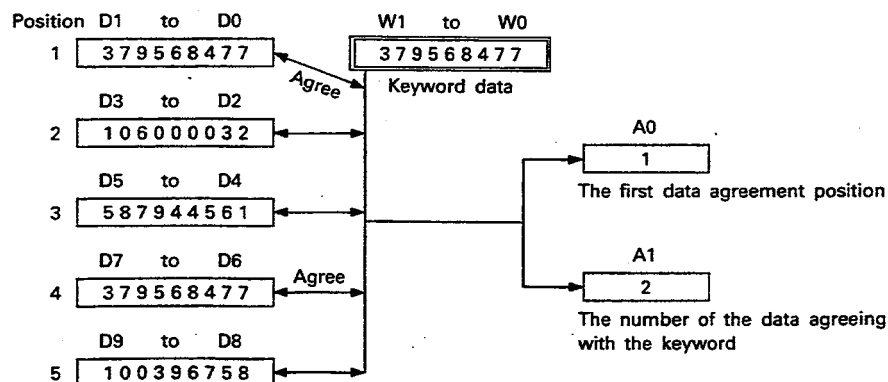 Position D1 to D0 W1 to W0
1 379568477 379568477
Agree Keyword data
D3 to D2
2 106000032
A0
1
D5 to D4
The first data agreement position
3 587944561
D7 to D6
A1
Agree
4 379568477 2
The number of the data agreeing
D9 to D8
with the keyword
5 100396758